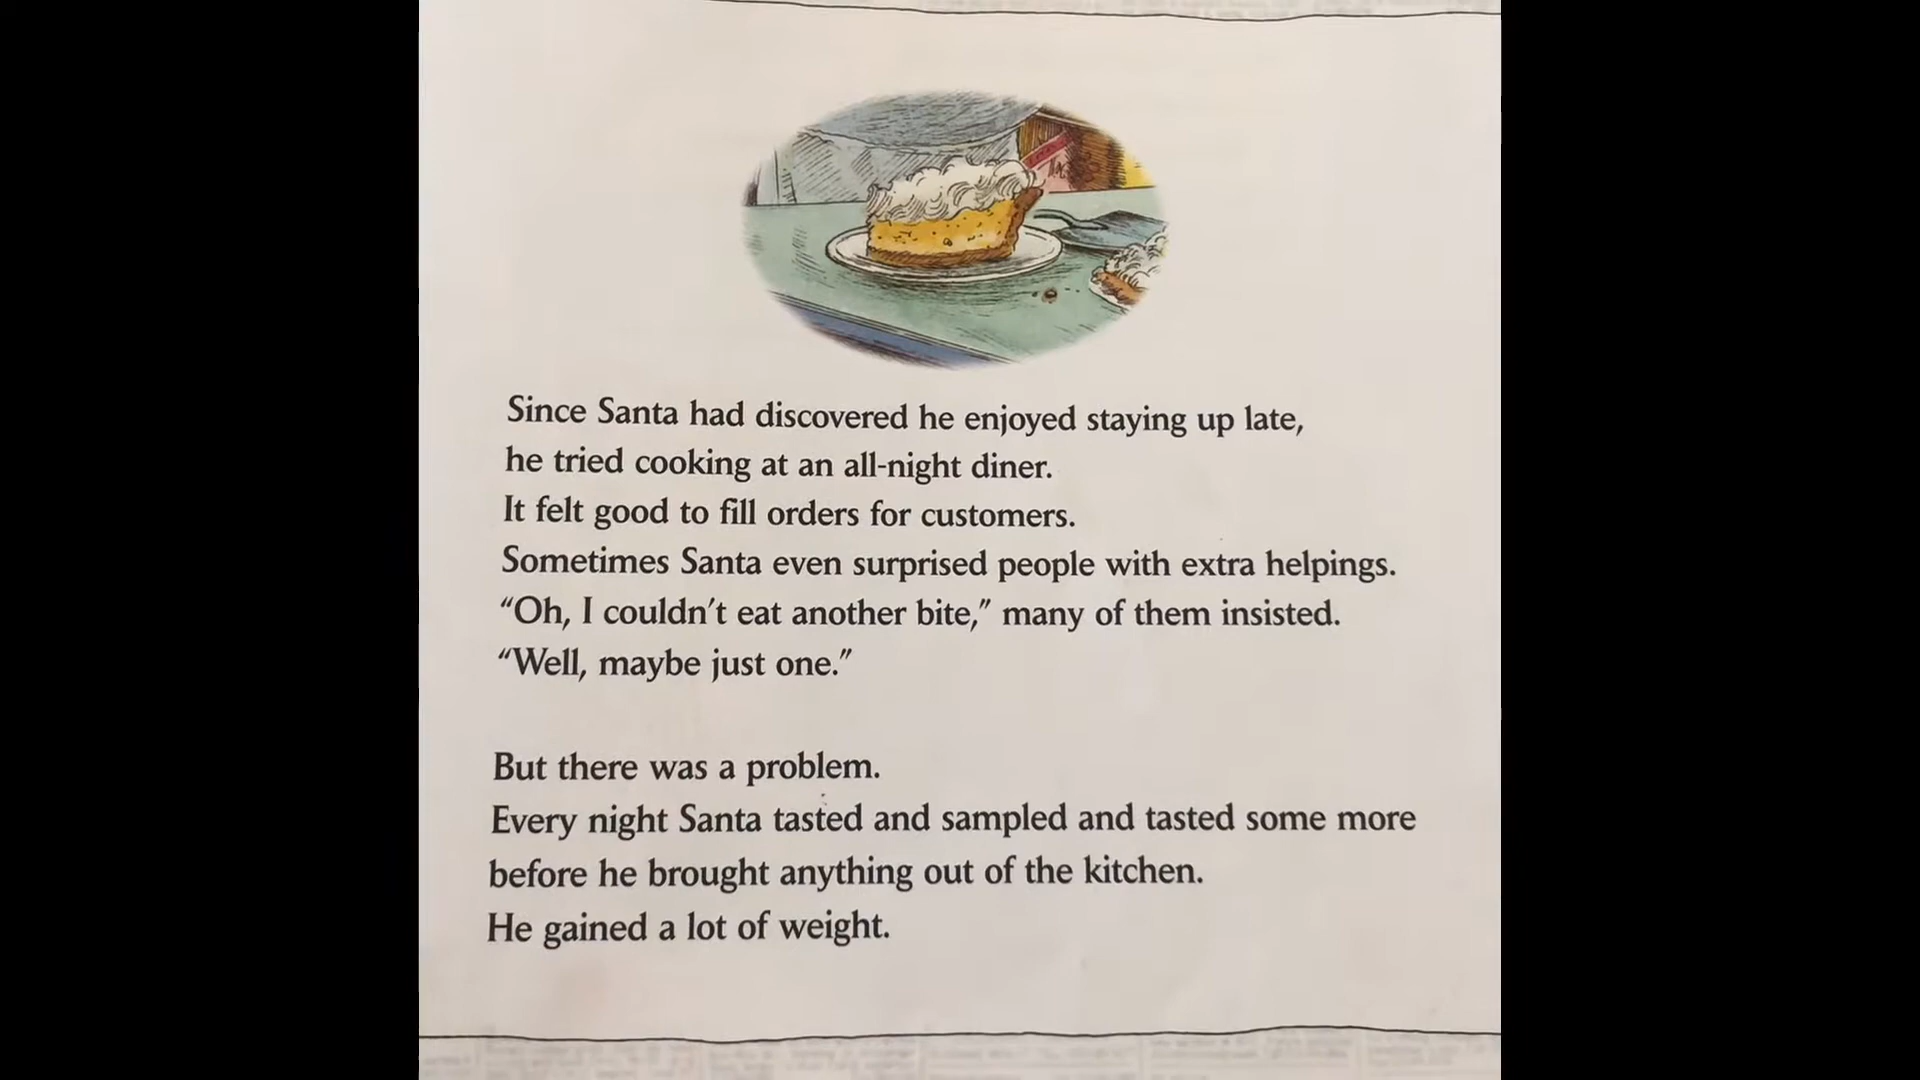 Since Santa had discovered he enjoyed staying up late,
he tried cooking at an all-night diner.
It felt good to fill orders for customers.
Sometimes Santa even surprised people with extra helpings.
“Oh, I couldn’t eat another bite,” many of them insisted.
“Well, maybe just one.”
But there was a problem.
Every night Santa tasted and sampled and tasted some more
before he brought anything out of the kitchen.
He gained a lot of weight.